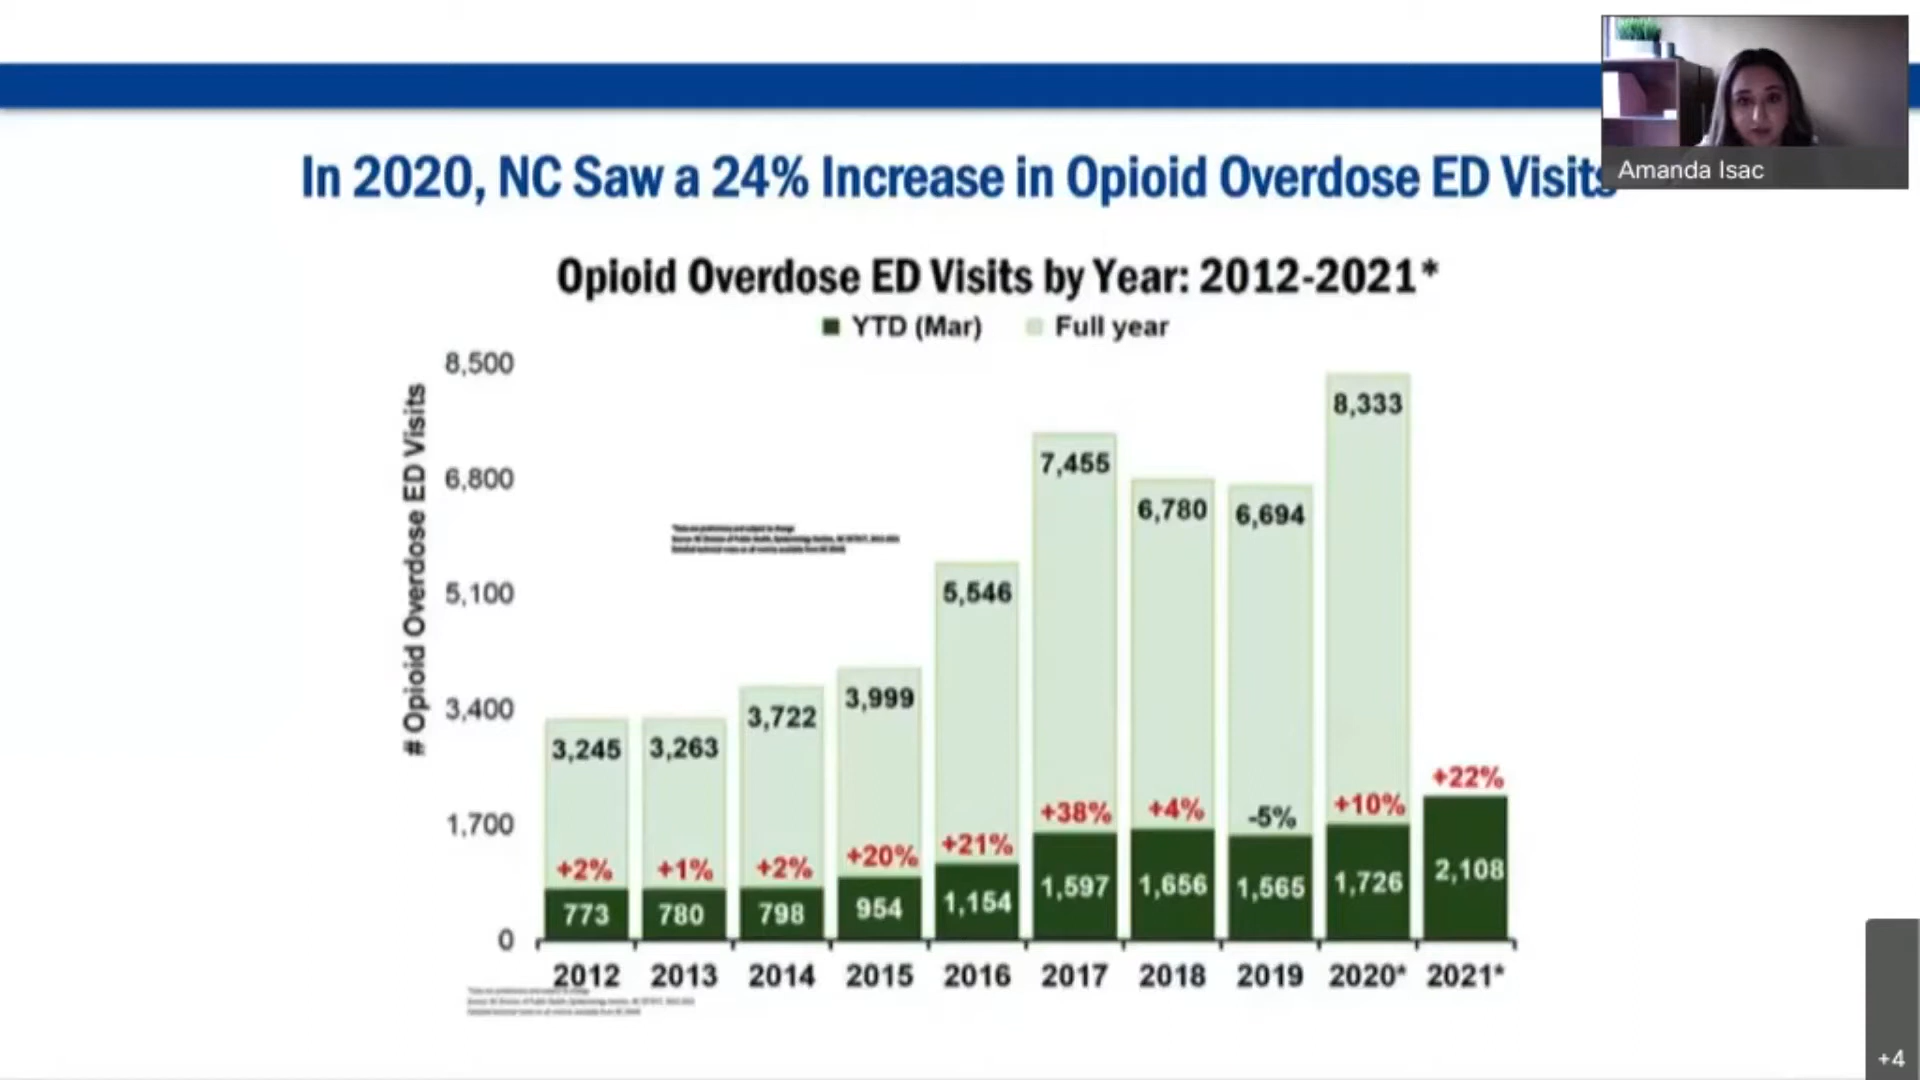 Amanda Isac
In 2020, NC Saw a 24% Increase in Opioid Overdose ED Visits
Opioid Overdose ED Visits by Year: 2012-2021*
YTD (Mar) Full year
# Opioid Overdose ED Visits
8,500
6,800
5,100
3,400
1,700
0
3,245 3,263 3,722 3,999 5,546 7,455 6,780 6,694 8,333
+2% +1% +2% +20% +21% +38% +4% -5% +10% +22%
773 780 798 954 1,154 1,597 1,656 1,565 1,726 2,108
2012 2013 2014 2015 2016 2017 2018 2019 2020* 2021*
+4